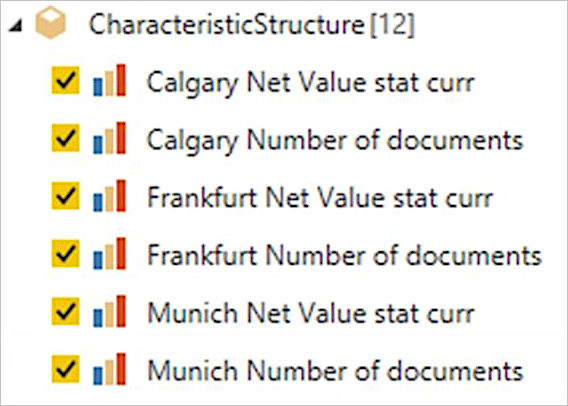 CharacteristicStructure [12]
Calgary Net Value stat curr
Calgary Number of documents
Frankfurt Net Value stat curr
Frankfurt Number of documents
Munich Net Value stat curr
Munich Number of documents